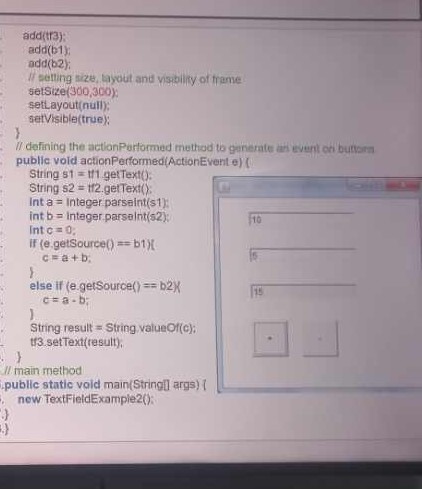 add(tf3);
add(b1);
add(b2);
// setting size, layout and visibility of frame
setSize(300,300);
setLayout(null);
setVisible(true);
}
// defining the actionPerformed method to generate an event on buttons
public void actionPerformed(ActionEvent e) {
String s1 = tf1.getText();
String s2 = tf2.getText();
int a = Integer.parseInt(s1);
int b = Integer.parseInt(s2);
int c = 0;
if (e.getSource() == b1){
c = a + b;
}
else if (e.getSource() == b2){
c = a - b;
}
String result = String.valueOf(c);
tf3.setText(result);
}
// main method
public static void main(String[] args) {
new TextFieldExample2();
}
}
10
5
15
+
-